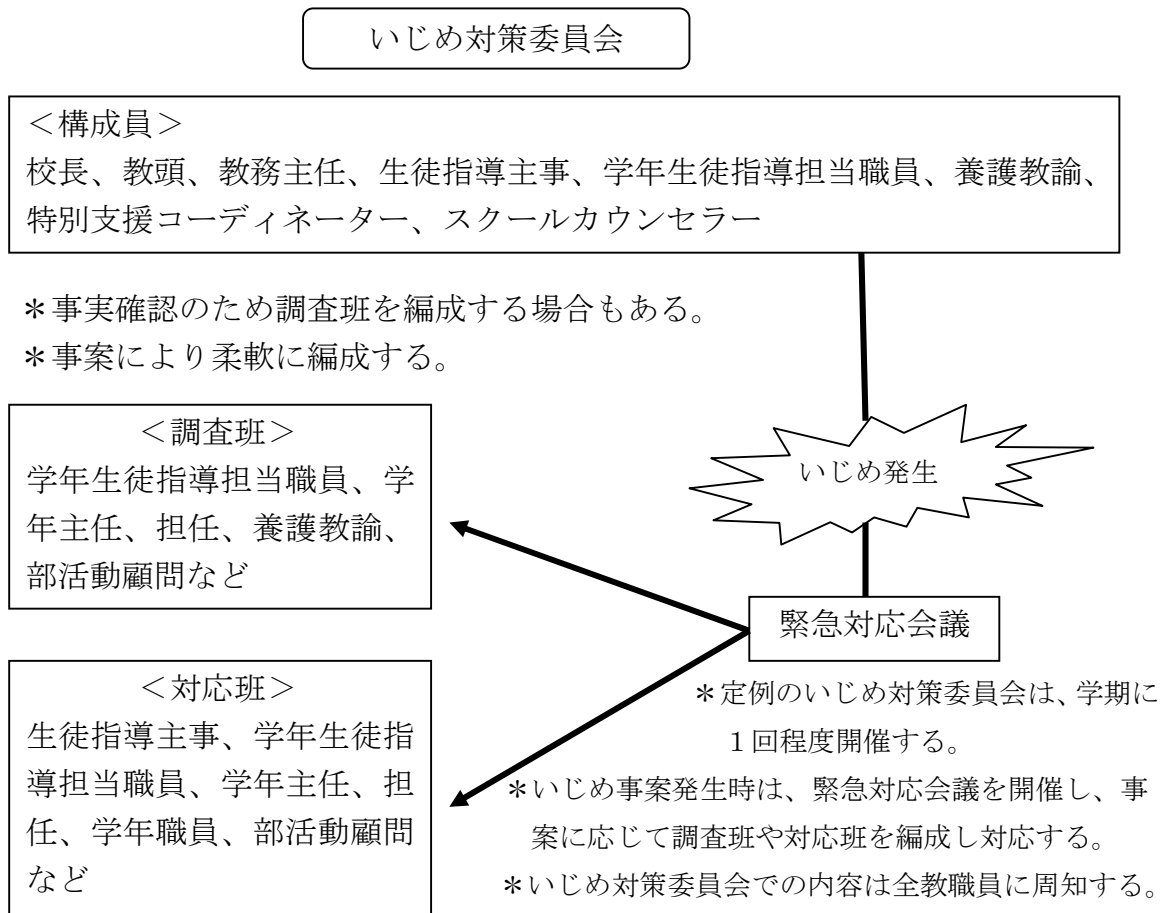 いじめ対策委員会
＜構成員＞
校長、教頭、教務主任、生徒指導主事、学年生徒指導担当職員、養護教諭、
特別支援コーディネーター、スクールカウンセラー
＊事実確認のため調査班を編成する場合もある。
＊事案により柔軟に編成する。
＜調査班＞
学年生徒指導担当職員、学
年主任、担任、養護教諭、
部活動顧問など
いじめ発生
緊急対応会議
＜対応班＞
生徒指導主事、学年生徒指
導担当職員、学年主任、担
任、学年職員、部活動顧問
など
＊定例のいじめ対策委員会は、学期に
１回程度開催する。
＊いじめ事案発生時は、緊急対応会議を開催し、事
案に応じて調査班や対応班を編成し対応する。
＊いじめ対策委員会での内容は全教職員に周知する。